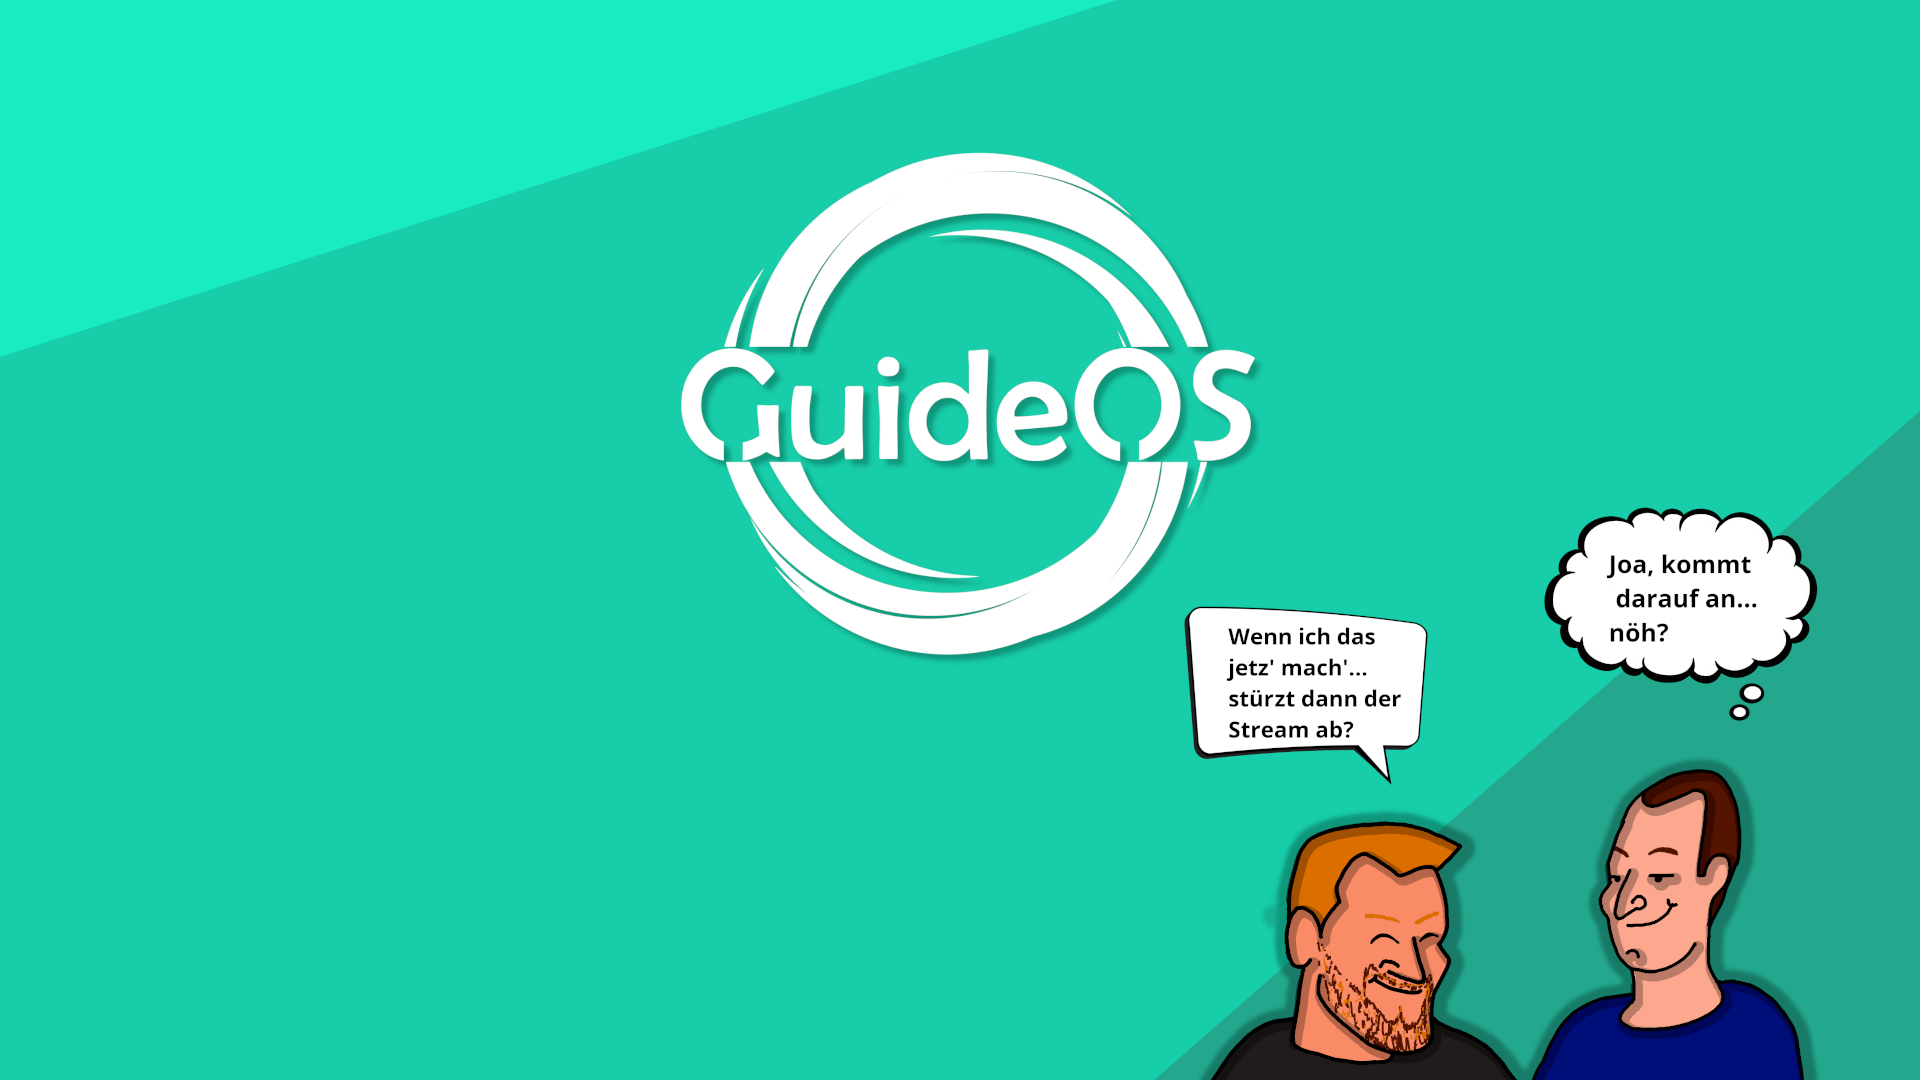 GuideOS
Wenn ich das
jetz' mach'...
stürzt dann der
Stream ab?
Joa, kommt
darauf an...
nöh?